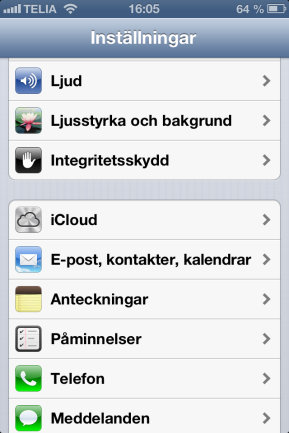 TELIA 16:05 64 %
Inställningar
Ljud
Ljusstyrka och bakgrund
Integritetsskydd
iCloud
E-post, kontakter, kalendrar
Anteckningar
Påminnelser
Telefon
Meddelanden